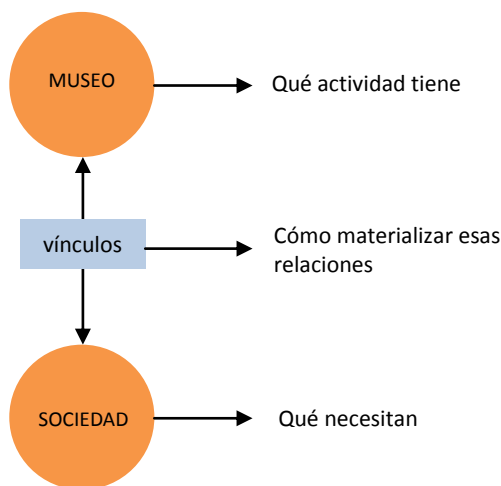 MUSEO
Qué actividad tiene
vínculos
Cómo materializar esas
relaciones
SOCIEDAD
Qué necesitan